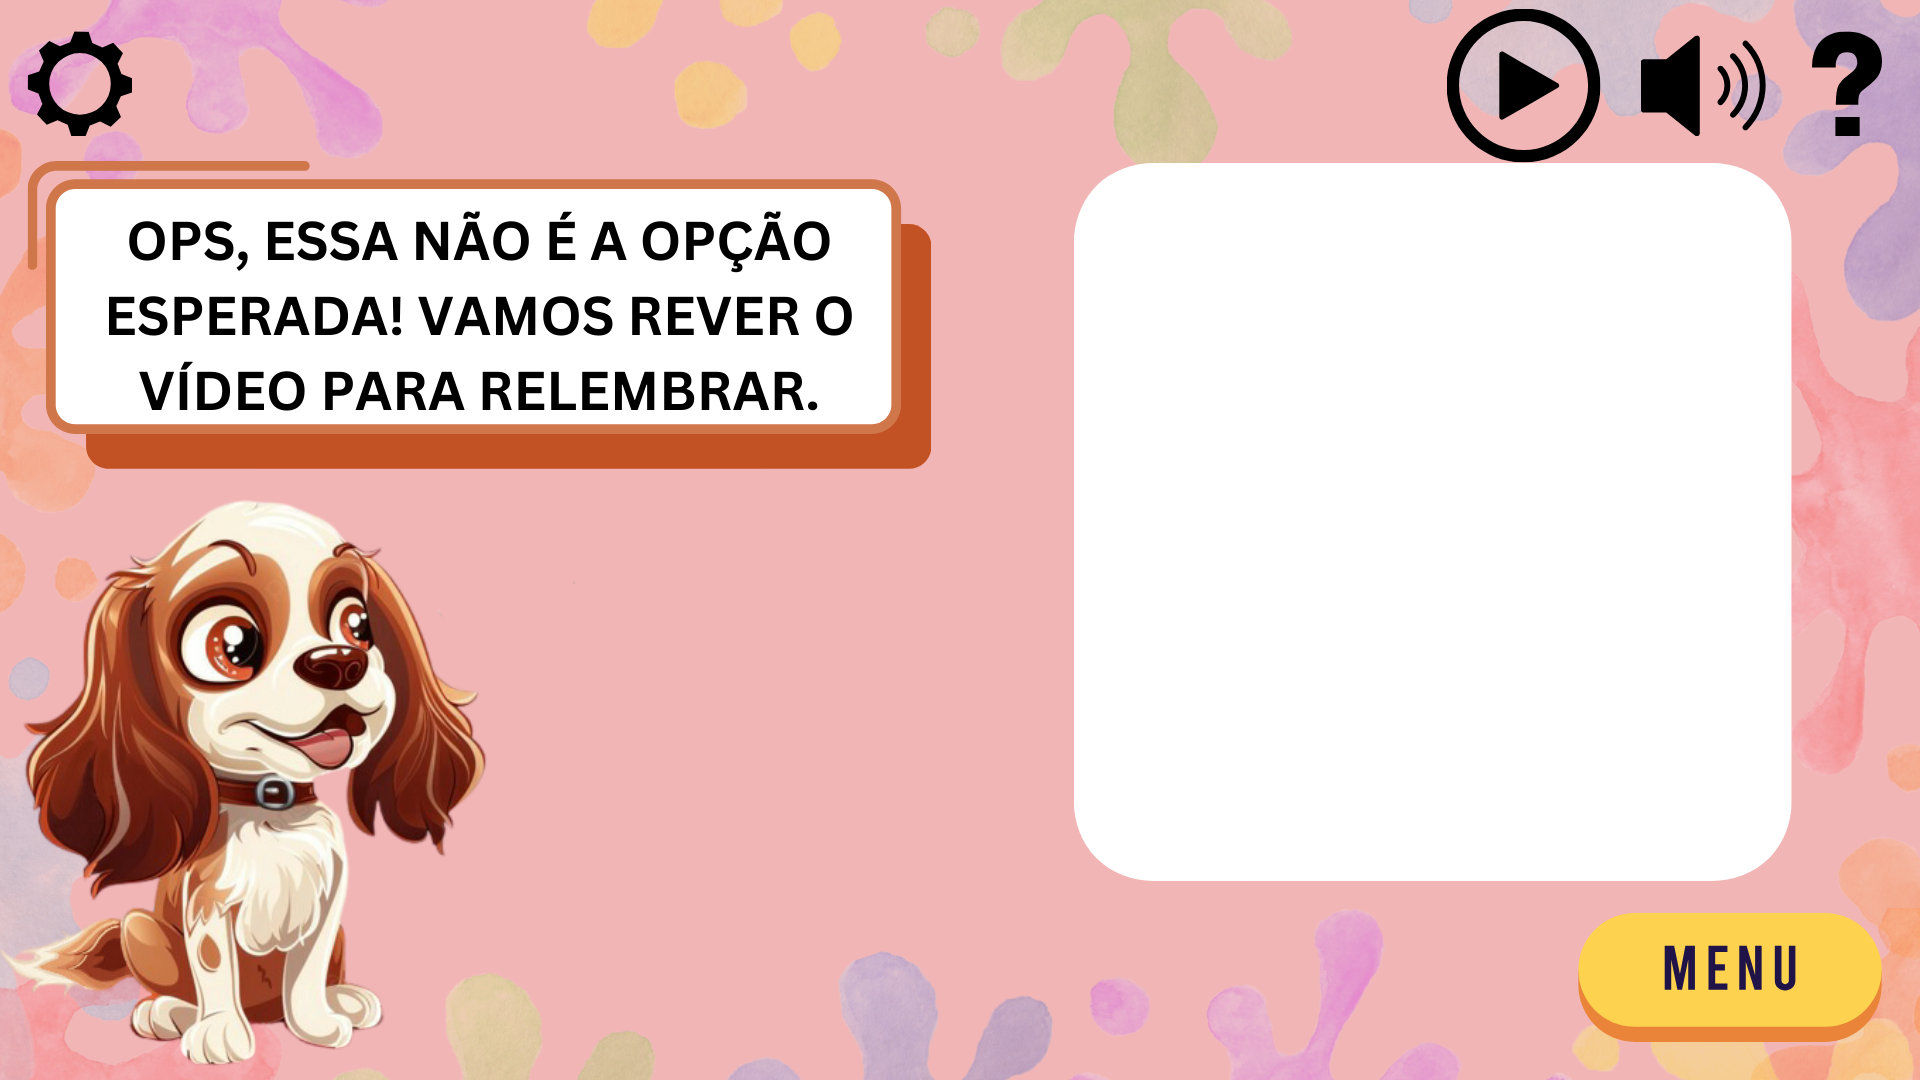 OPS, ESSA NÃO É A OPÇÃO
ESPERADA! VAMOS REVER O
VÍDEO PARA RELEMBRAR.
?
MENU